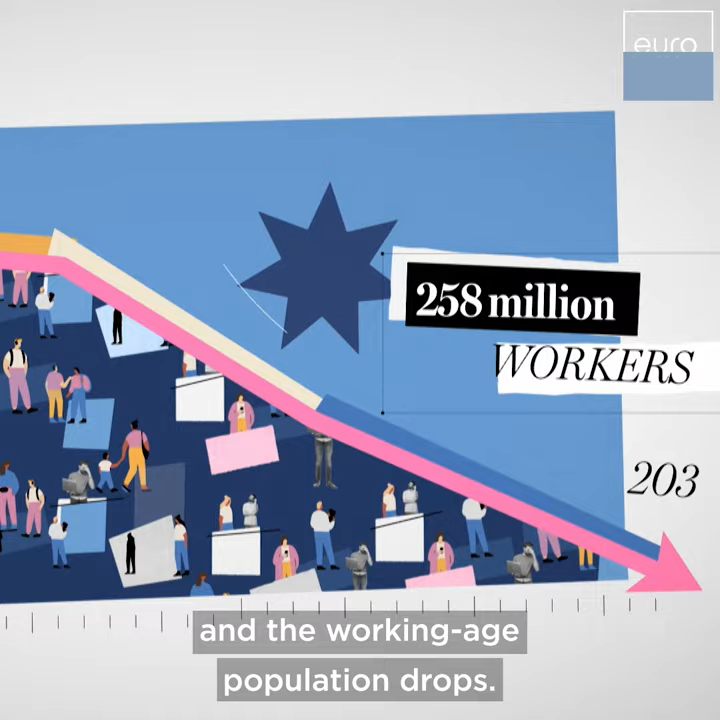 euro
258 million
WORKERS
203
and the working-age
population drops.